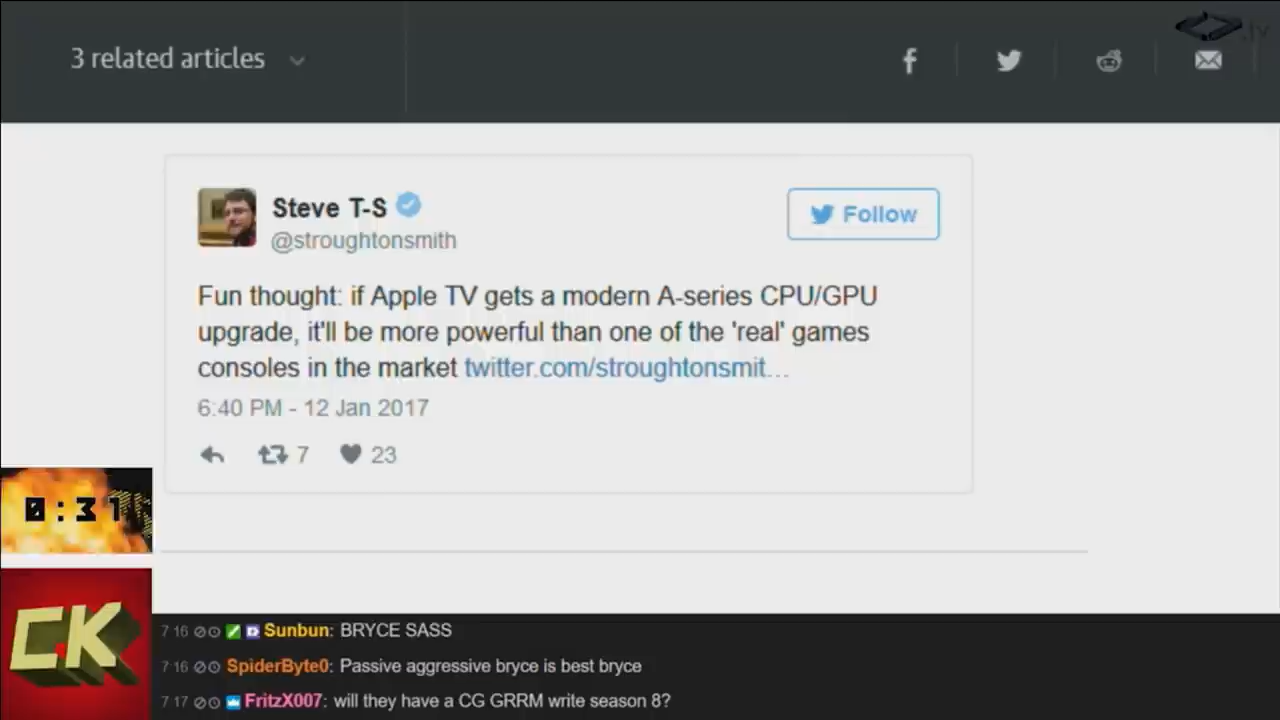 3 related articles
.tv
Steve T-S
Follow
@stroughtonsmith
Fun thought: if Apple TV gets a modern A-series CPU/GPU
upgrade, it'll be more powerful than one of the 'real' games
consoles in the market twitter.com/stroughtonsmit...
6:40 PM - 12 Jan 2017
7 23
0:31
CK
7 16 Sunbun: BRYCE SASS
7 16 SpiderByte0: Passive aggressive bryce is best bryce
7 17 FritzX007: will they have a CG GRRM write season 8?